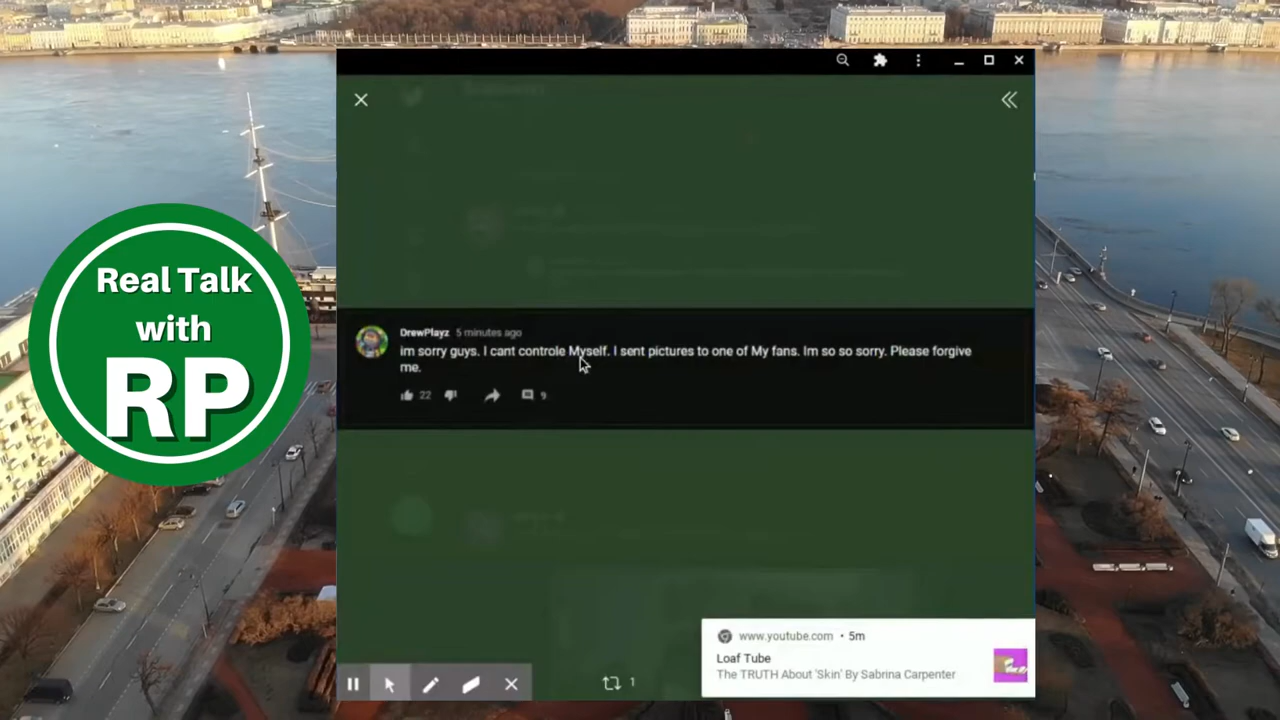 Real Talk
with
RP
DrewPlayz 5 minutes ago
im sorry guys. I cant controle Myself. I sent pictures to one of My fans. Im so so sorry. Please forgive
me.
22
9
1
www.youtube.com • 5m
Loaf Tube
The TRUTH About 'Skin' By Sabrina Carpenter